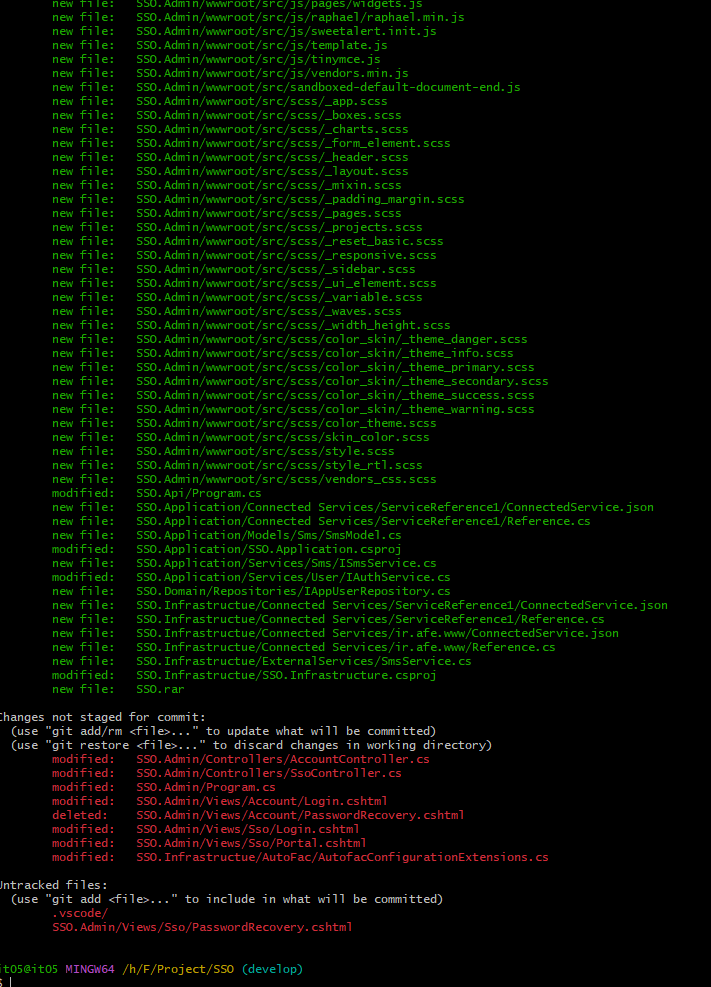 new file:   SSO.Admin/wwwroot/src/js/pages/widgets.js
new file:   SSO.Admin/wwwroot/src/js/raphael/raphael.min.js
new file:   SSO.Admin/wwwroot/src/js/sweetalert.init.js
new file:   SSO.Admin/wwwroot/src/js/template.js
new file:   SSO.Admin/wwwroot/src/js/tinymce.js
new file:   SSO.Admin/wwwroot/src/js/vendors.min.js
new file:   SSO.Admin/wwwroot/src/sandboxed-default-document-end.js
new file:   SSO.Admin/wwwroot/src/scss/_app.scss
new file:   SSO.Admin/wwwroot/src/scss/_boxes.scss
new file:   SSO.Admin/wwwroot/src/scss/_charts.scss
new file:   SSO.Admin/wwwroot/src/scss/_form_element.scss
new file:   SSO.Admin/wwwroot/src/scss/_header.scss
new file:   SSO.Admin/wwwroot/src/scss/_layout.scss
new file:   SSO.Admin/wwwroot/src/scss/_mixin.scss
new file:   SSO.Admin/wwwroot/src/scss/_padding_margin.scss
new file:   SSO.Admin/wwwroot/src/scss/_pages.scss
new file:   SSO.Admin/wwwroot/src/scss/_projects.scss
new file:   SSO.Admin/wwwroot/src/scss/_reset_basic.scss
new file:   SSO.Admin/wwwroot/src/scss/_responsive.scss
new file:   SSO.Admin/wwwroot/src/scss/_sidebar.scss
new file:   SSO.Admin/wwwroot/src/scss/_ui_element.scss
new file:   SSO.Admin/wwwroot/src/scss/_variable.scss
new file:   SSO.Admin/wwwroot/src/scss/_waves.scss
new file:   SSO.Admin/wwwroot/src/scss/_width_height.scss
new file:   SSO.Admin/wwwroot/src/scss/color_skin/_theme_danger.scss
new file:   SSO.Admin/wwwroot/src/scss/color_skin/_theme_info.scss
new file:   SSO.Admin/wwwroot/src/scss/color_skin/_theme_primary.scss
new file:   SSO.Admin/wwwroot/src/scss/color_skin/_theme_secondary.scss
new file:   SSO.Admin/wwwroot/src/scss/color_skin/_theme_success.scss
new file:   SSO.Admin/wwwroot/src/scss/color_skin/_theme_warning.scss
new file:   SSO.Admin/wwwroot/src/scss/color_theme.scss
new file:   SSO.Admin/wwwroot/src/scss/skin_color.scss
new file:   SSO.Admin/wwwroot/src/scss/style.scss
new file:   SSO.Admin/wwwroot/src/scss/style_rtl.scss
new file:   SSO.Admin/wwwroot/src/scss/vendors_css.scss
modified:   SSO.Api/Program.cs
new file:   SSO.Application/Connected Services/ServiceReference1/ConnectedService.json
new file:   SSO.Application/Connected Services/ServiceReference1/Reference.cs
new file:   SSO.Application/Models/Sms/SmsModel.cs
modified:   SSO.Application/SSO.Application.csproj
new file:   SSO.Application/Services/Sms/ISmsService.cs
modified:   SSO.Application/Services/User/IAuthService.cs
new file:   SSO.Domain/Repositories/IAppUserRepository.cs
new file:   SSO.Infrastructue/Connected Services/ServiceReference1/ConnectedService.json
new file:   SSO.Infrastructue/Connected Services/ServiceReference1/Reference.cs
new file:   SSO.Infrastructue/Connected Services/ir.afe.www/ConnectedService.json
new file:   SSO.Infrastructue/Connected Services/ir.afe.www/Reference.cs
new file:   SSO.Infrastructue/ExternalServices/SmsService.cs
modified:   SSO.Infrastructue/SSO.Infrastructure.csproj
new file:   SSO.rar
Changes not staged for commit:
(use "git add/rm <file>..." to update what will be committed)
(use "git restore <file>..." to discard changes in working directory)
modified:   SSO.Admin/Controllers/AccountController.cs
modified:   SSO.Admin/Controllers/SsoController.cs
modified:   SSO.Admin/Program.cs
modified:   SSO.Admin/Views/Account/Login.cshtml
deleted:    SSO.Admin/Views/Account/PasswordRecovery.cshtml
modified:   SSO.Admin/Views/Sso/Login.cshtml
modified:   SSO.Admin/Views/Sso/Portal.cshtml
modified:   SSO.Infrastructue/AutoFac/AutofacConfigurationExtensions.cs
Untracked files:
(use "git add <file>..." to include in what will be committed)
.vscode/
SSO.Admin/Views/Sso/PasswordRecovery.cshtml
it05@it05 MINGW64 /h/F/Project/SSO (develop)
$